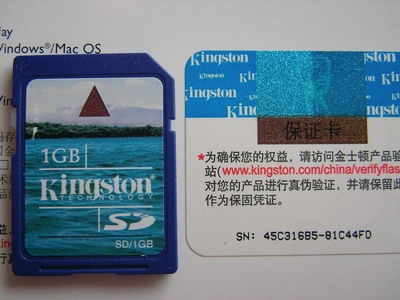 Windows®/Mac OS
1GB
Kingston
TECHNOLOGY
SD
SD/1GB
Kingston
Kingston
保证卡
★为确保您的权益，请访问金士顿产品验
站(www.kingston.com/china/verifyflas
对您的产品进行真伪验证，并请保留此
作为保固凭证。
SN: 45C316B5-81C44FD